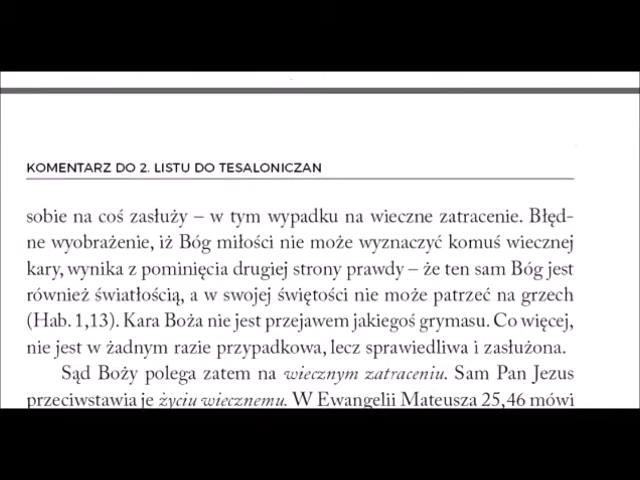 KOMENTARZ DO 2. LISTU DO TESALONICZAN
sobie na coś zasłuży – w tym wypadku na wieczne zatracenie. Błęd-
ne wyobrażenie, iż Bóg miłości nie może wyznaczyć komuś wiecznej
kary, wynika z pominięcia drugiej strony prawdy – że ten sam Bóg jest
również światłością, a w swojej świętości nie może patrzeć na grzech
(Hab. 1,13). Kara Boża nie jest przejawem jakiegoś grymasu. Co więcej,
nie jest w żadnym razie przypadkowa, lecz sprawiedliwa i zasłużona.
Sąd Boży polega zatem na wiecznym zatraceniu. Sam Pan Jezus
przeciwstawia je życiu wiecznemu. W Ewangelii Mateusza 25,46 mówi